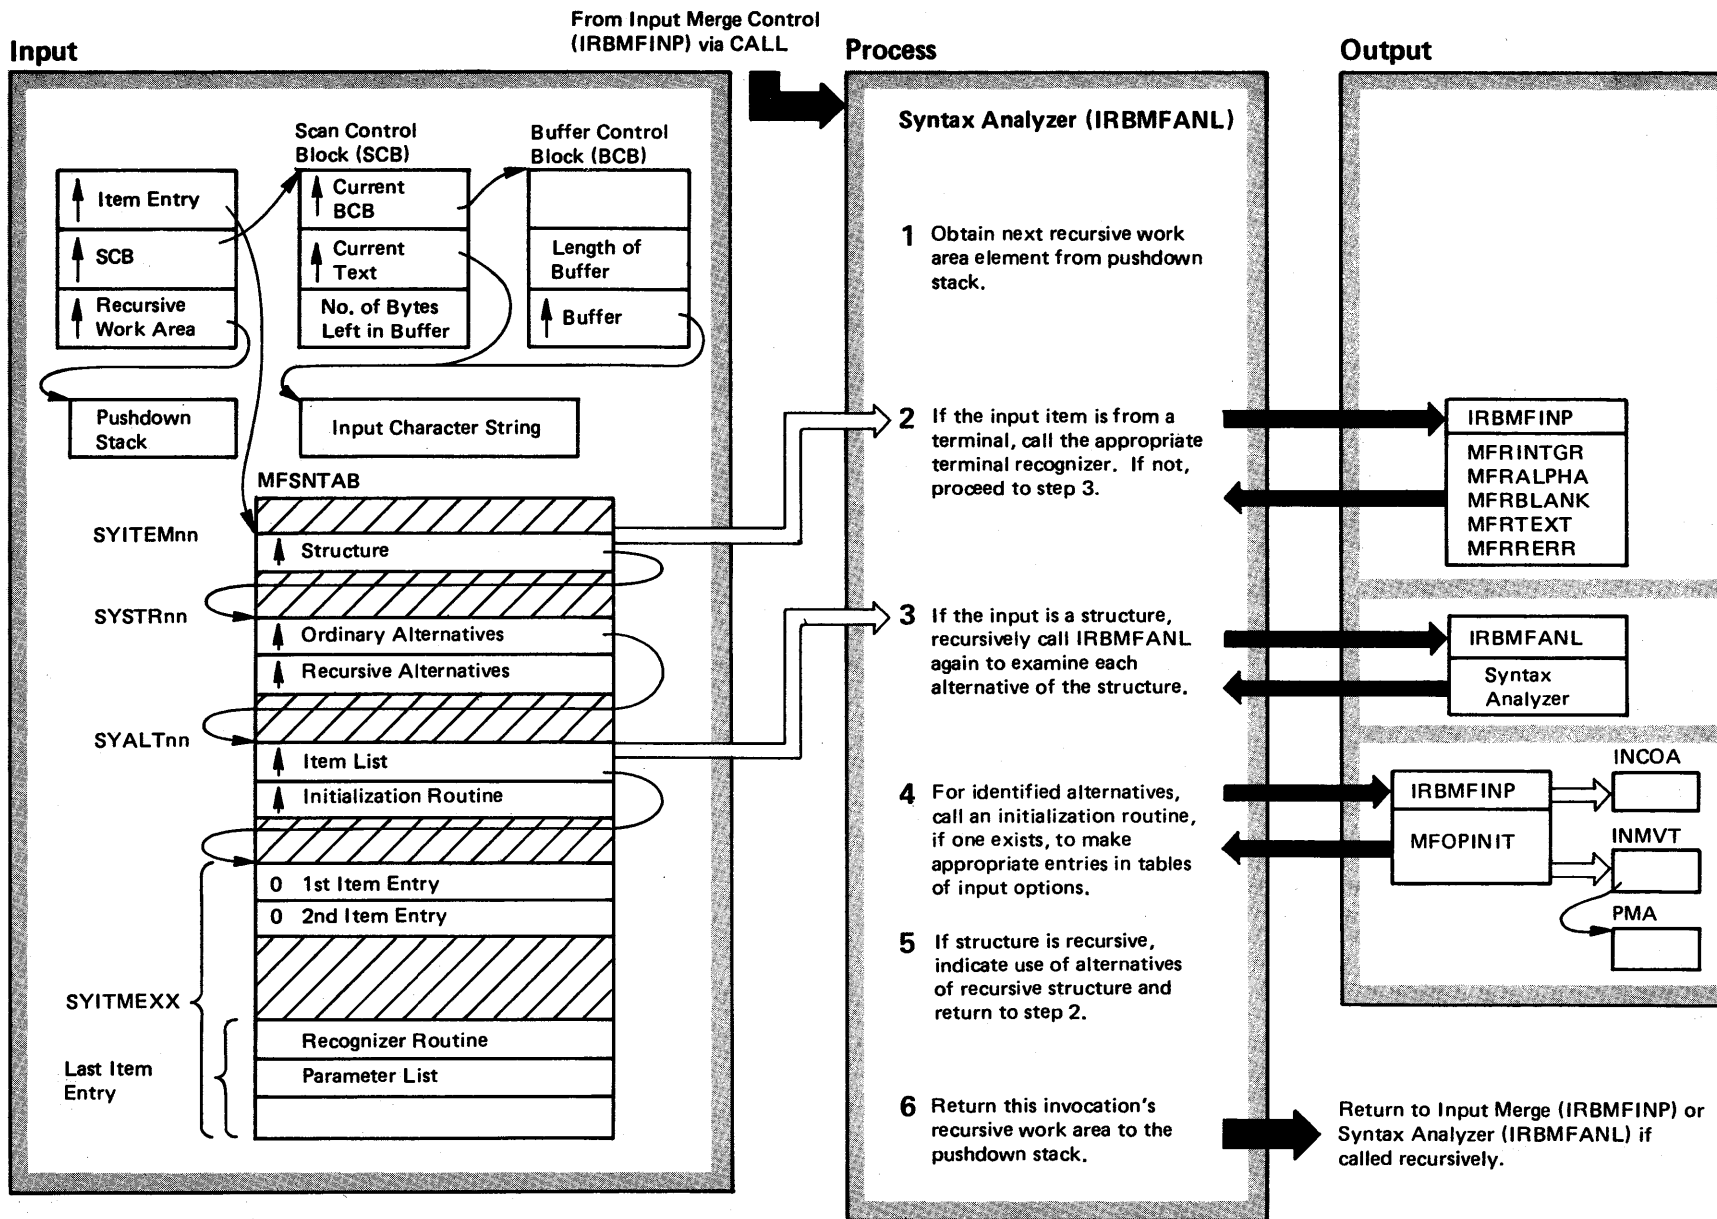 From Input Merge Control
(IRBMFINP) via CALL
Input
Process
Output
Scan Control
Block (SCB)
Buffer Control
Block (BCB)
Item Entry
SCB
Recursive
Work Area
Current
BCB
Current
Text
No. of Bytes
Left in Buffer
Length of
Buffer
Buffer
Pushdown
Stack
Input Character String
MFSNTAB
SYITEMnn
Structure
SYSTRnn
Ordinary Alternatives
Recursive Alternatives
SYALTnn
Item List
Initialization Routine
0 1st Item Entry
0 2nd Item Entry
SYITMEXX
Recognizer Routine
Last Item
Entry
Parameter List
Syntax Analyzer (IRBMFANL)
1 Obtain next recursive work
area element from pushdown
stack.
2 If the input item is from a
terminal, call the appropriate
terminal recognizer. If not,
proceed to step 3.
3 If the input is a structure,
recursively call IRBMFANL
again to examine each
alternative of the structure.
4 For identified alternatives,
call an initialization routine,
if one exists, to make
appropriate entries in tables
of input options.
5 If structure is recursive,
indicate use of alternatives
of recursive structure and
return to step 2.
6 Return this invocation's
recursive work area to the
pushdown stack.
IRBMFINP
MFRINTGR
MFRALPHA
MFRBLANK
MFRTEXT
MFRRERR
IRBMFANL
Syntax
Analyzer
IRBMFINP
MFOPINIT
INCOA
INMVT
PMA
Return to Input Merge (IRBMFINP) or
Syntax Analyzer (IRBMFANL) if
called recursively.